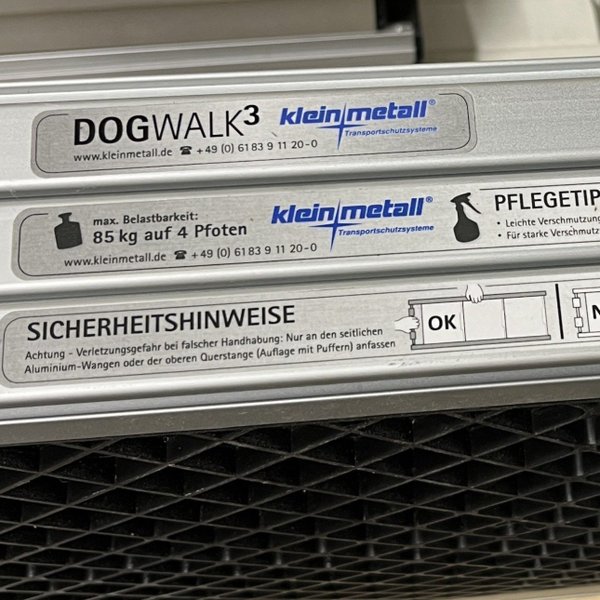 DOGWALK³ kleinmetall®
Transportschutzsysteme
www.kleinmetall.de ☎ +49 (0) 61 83 9 11 20-0
max. Belastbarkeit:
85 kg auf 4 Pfoten
kleinmetall®
Transportschutzsysteme
www.kleinmetall.de ☎ +49 (0) 61 83 9 11 20-0
PFLEGETIP
• Leichte Verschmutzung
• Für starke Verschmutz
SICHERHEITSHINWEISE
Achtung - Verletzungsgefahr bei falscher Handhabung: Nur an den seitlichen
Aluminium-Wangen oder der oberen Querstange (Auflage mit Puffern) anfassen
OK
N